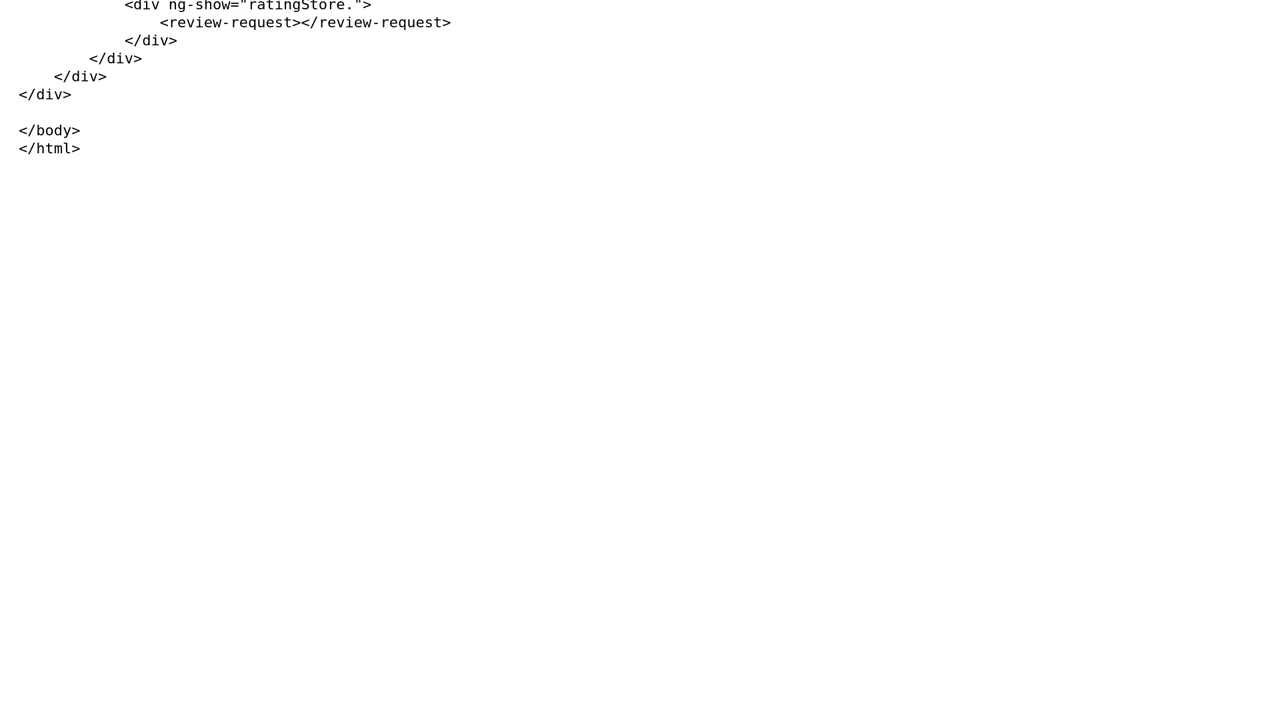 <div ng-show="ratingStore.">
                <review-request></review-request>
            </div>
        </div>
    </div>
</div>

</body>
</html>